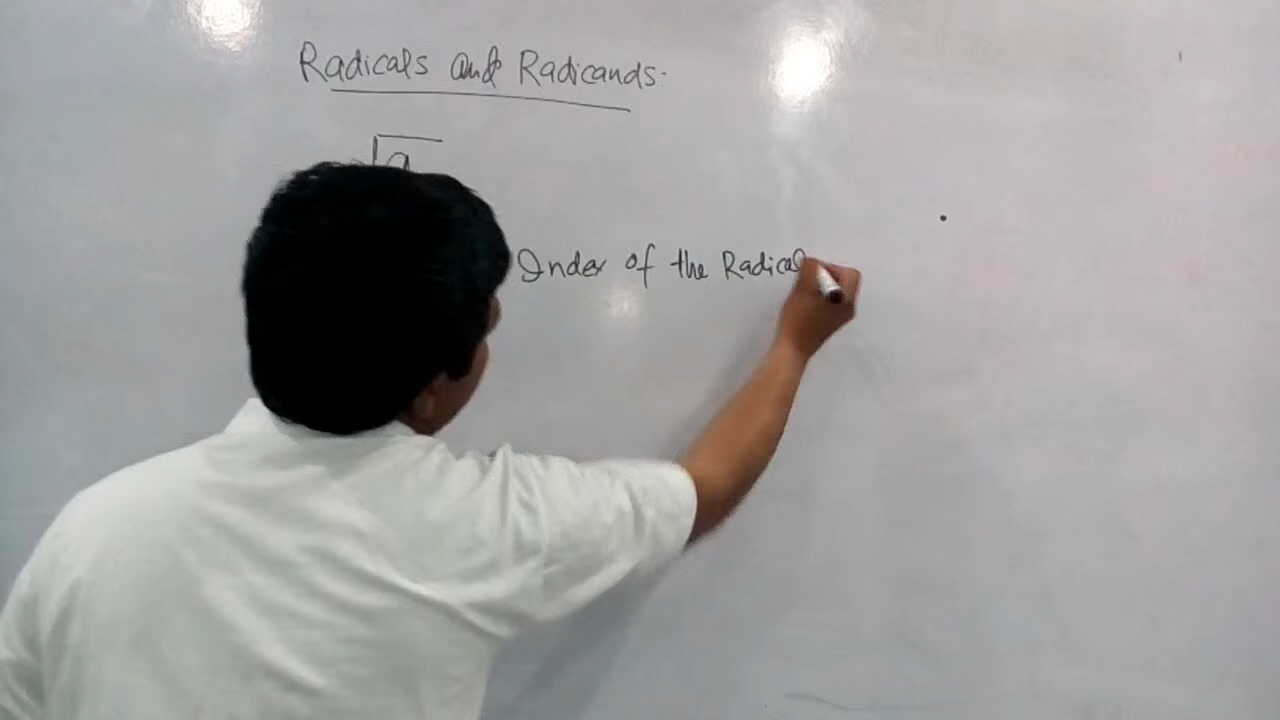 Radicals and Radicands.
√a
Index of the Radical